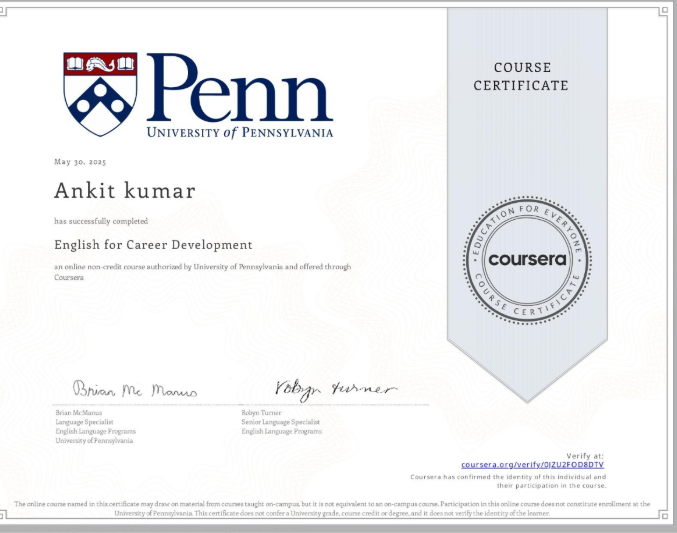 Penn
UNIVERSITY of PENNSYLVANIA
COURSE
CERTIFICATE
May 30, 2025
Ankit kumar
has successfully completed
English for Career Development
an online non-credit course authorized by University of Pennsylvania and offered through
Coursera
EDUCATION FOR EVERYONE
coursera
COURSE CERTIFICATE
Brian Mc Manus
Robyn turner
Brian McManus
Language Specialist
English Language Programs
University of Pennsylvania
Robyn Turner
Senior Language Specialist
English Language Programs
Verify at:
coursera.org/verify/0JZU2FOD8DTV
Coursera has confirmed the identity of this individual and
their participation in the course.
The online course named in this certificate may draw on material from courses taught on-campus, but it is not equivalent to an on-campus course. Participation in this online course does not constitute enrollment at the
University of Pennsylvania. This certificate does not confer a University grade, course credit or degree, and it does not verify the identity of the learner.